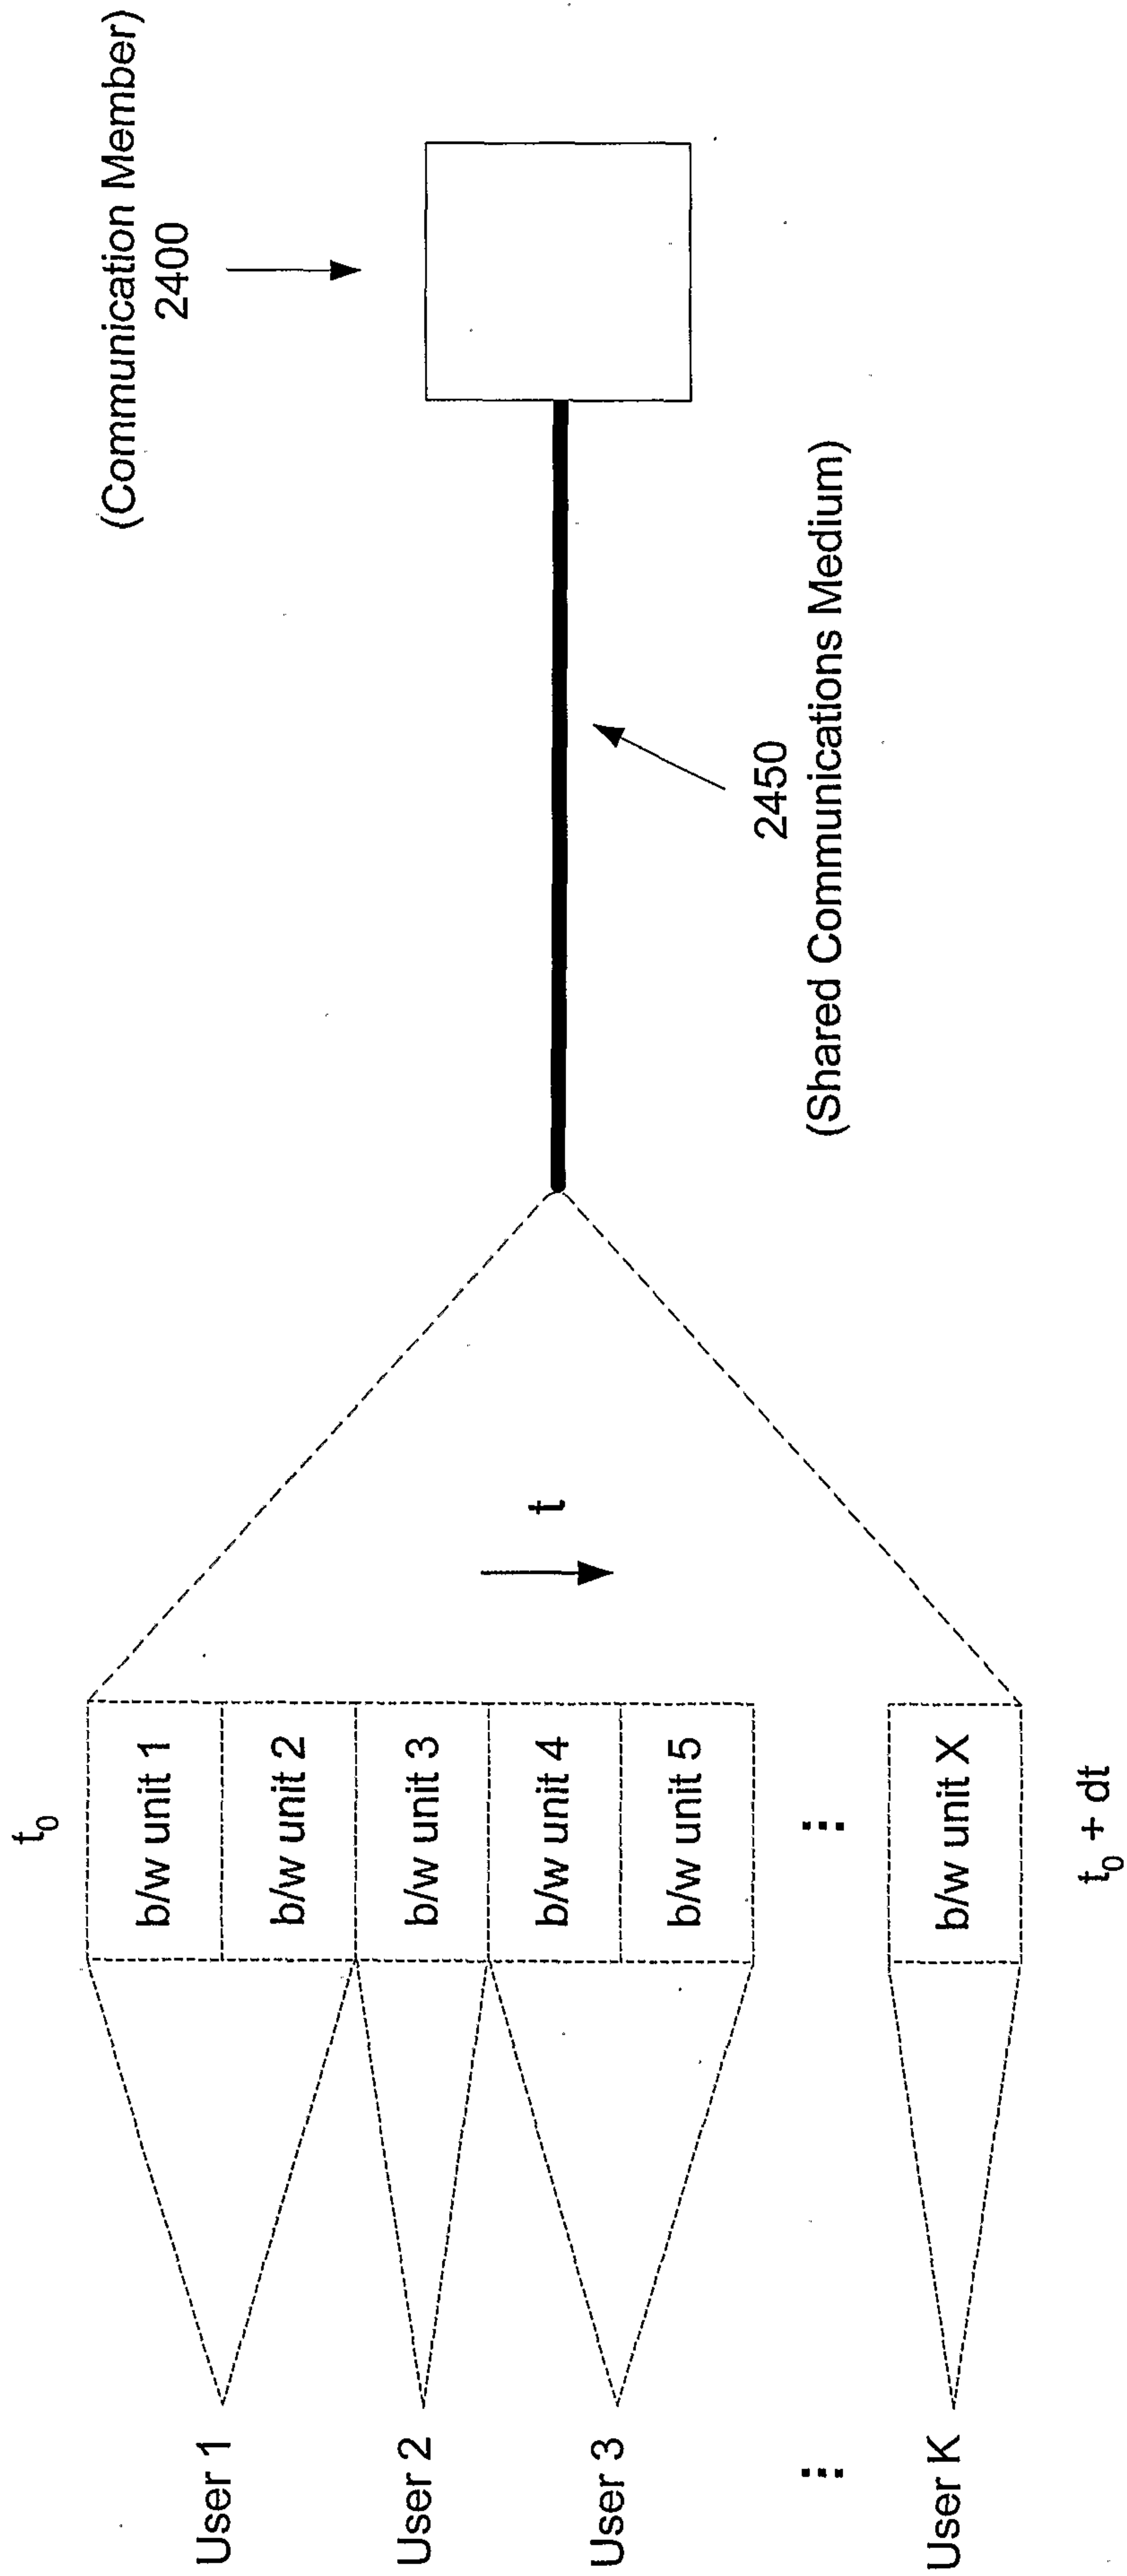 t0
User 1
b/w unit 1
b/w unit 2
User 2
b/w unit 3
User 3
b/w unit 4
b/w unit 5
⋮
⋮
User K
b/w unit X
t0 + dt
t
(Communication Member)
2400
2450
(Shared Communications Medium)